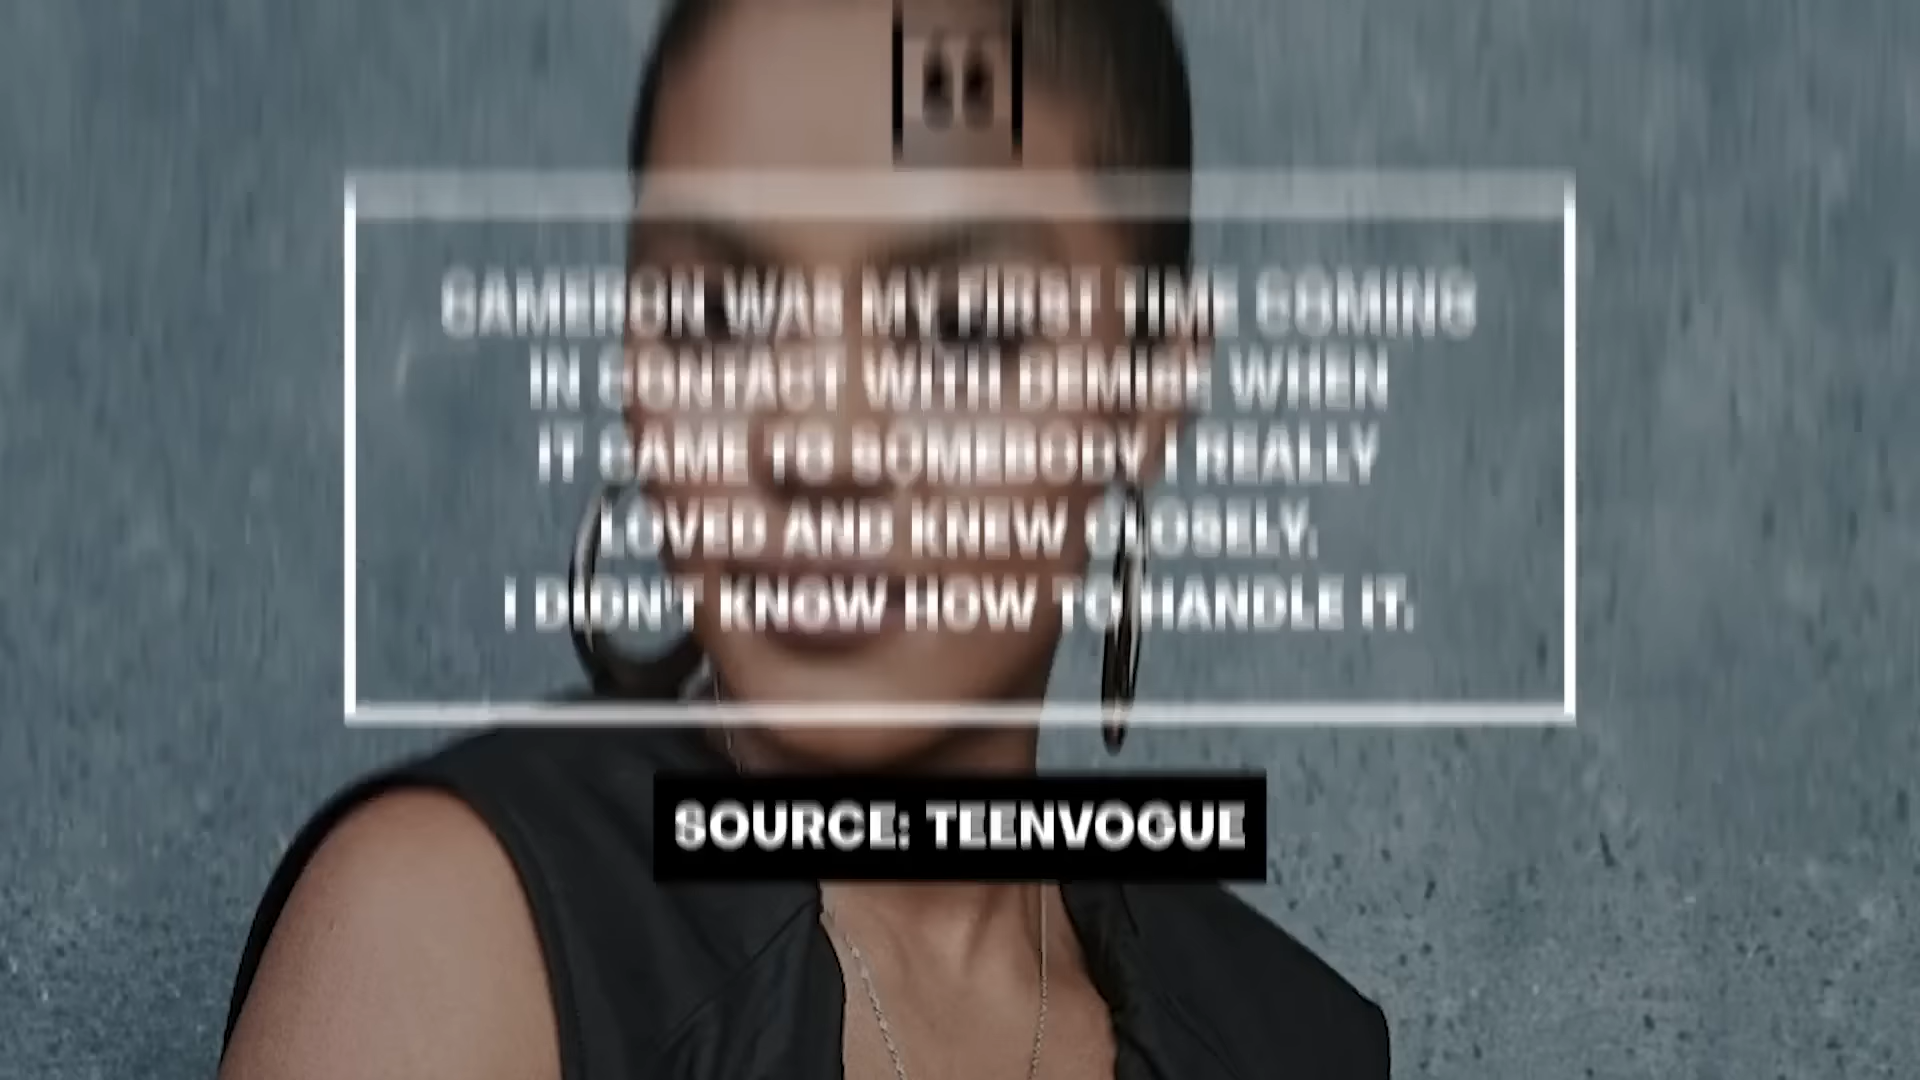 “
CAMERON WAS MY FIRST TIME COMING
IN CONTACT WITH DEMISE WHEN
IT CAME TO SOMEBODY I REALLY
LOVED AND KNEW CLOSELY.
I DIDN'T KNOW HOW TO HANDLE IT.
SOURCE: TEENVOGUE